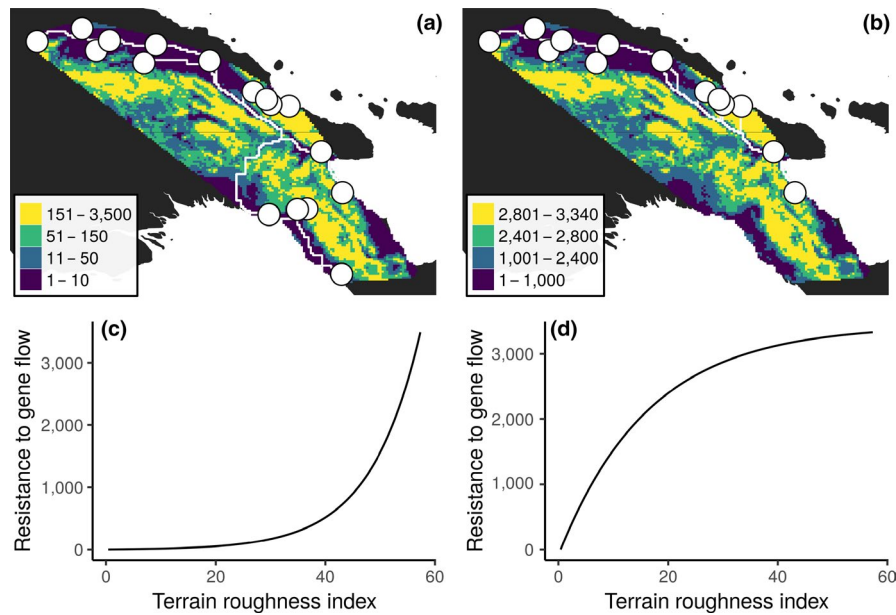 (a)
151 – 3,500
51 – 150
11 – 50
1 – 10
(b)
2,801 – 3,340
2,401 – 2,800
1,001 – 2,400
1 – 1,000
(c)
Resistance to gene flow
3,000
2,000
1,000
0
0 20 40 60
Terrain roughness index
(d)
Resistance to gene flow
3,000
2,000
1,000
0
0 20 40 60
Terrain roughness index